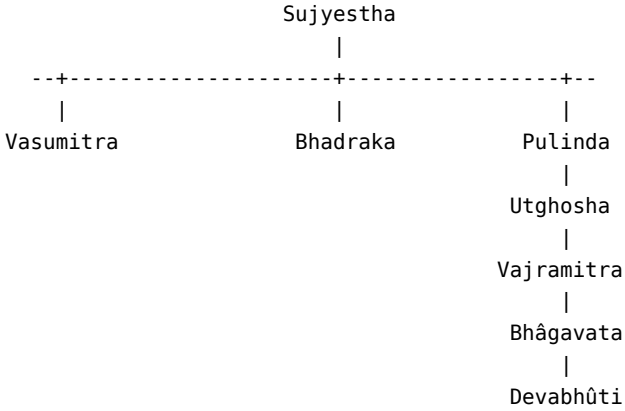 Sujyestha
|
--+---------------------+-----------------+--
| | |
Vasumitra Bhadraka Pulinda
|
Utghosha
|
Vajramitra
|
Bhâgavata
|
Devabhûti